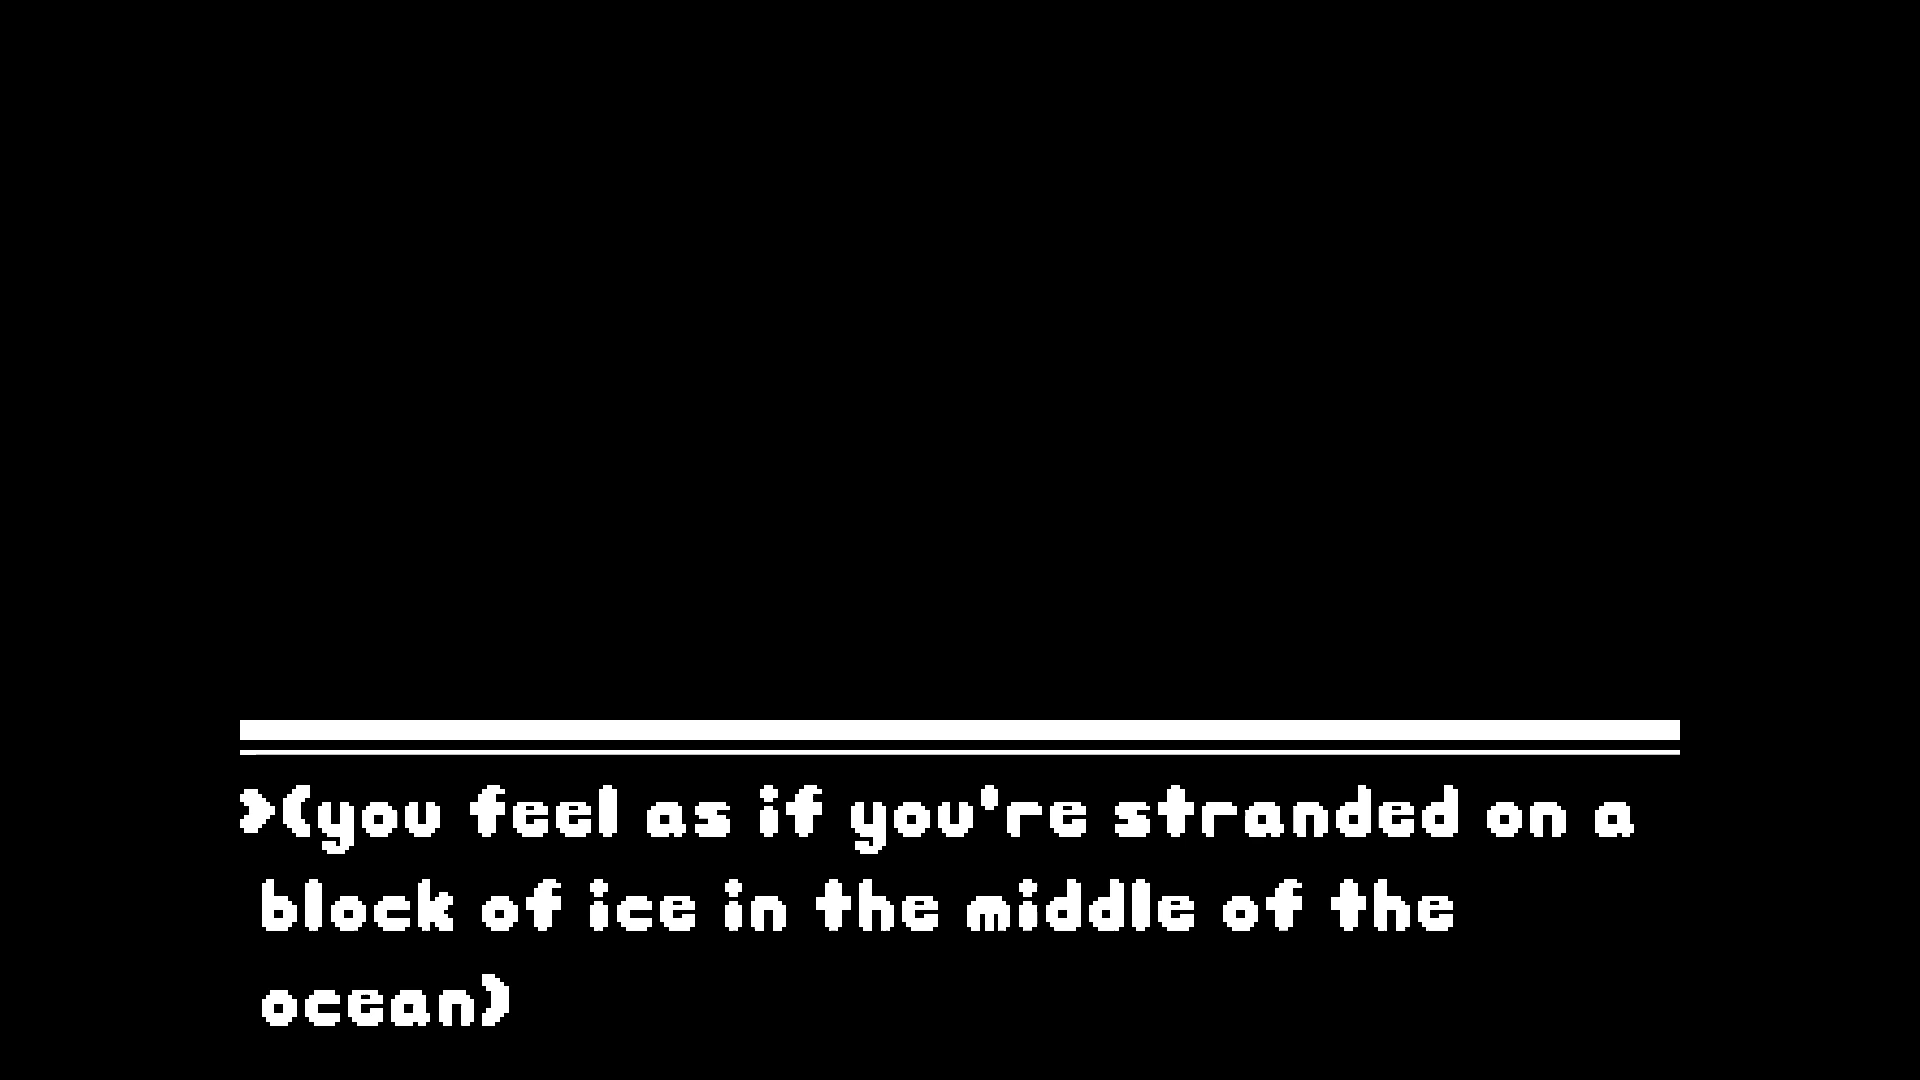 >(you feel as if you're stranded on a
block of ice in the middle of the
ocean)